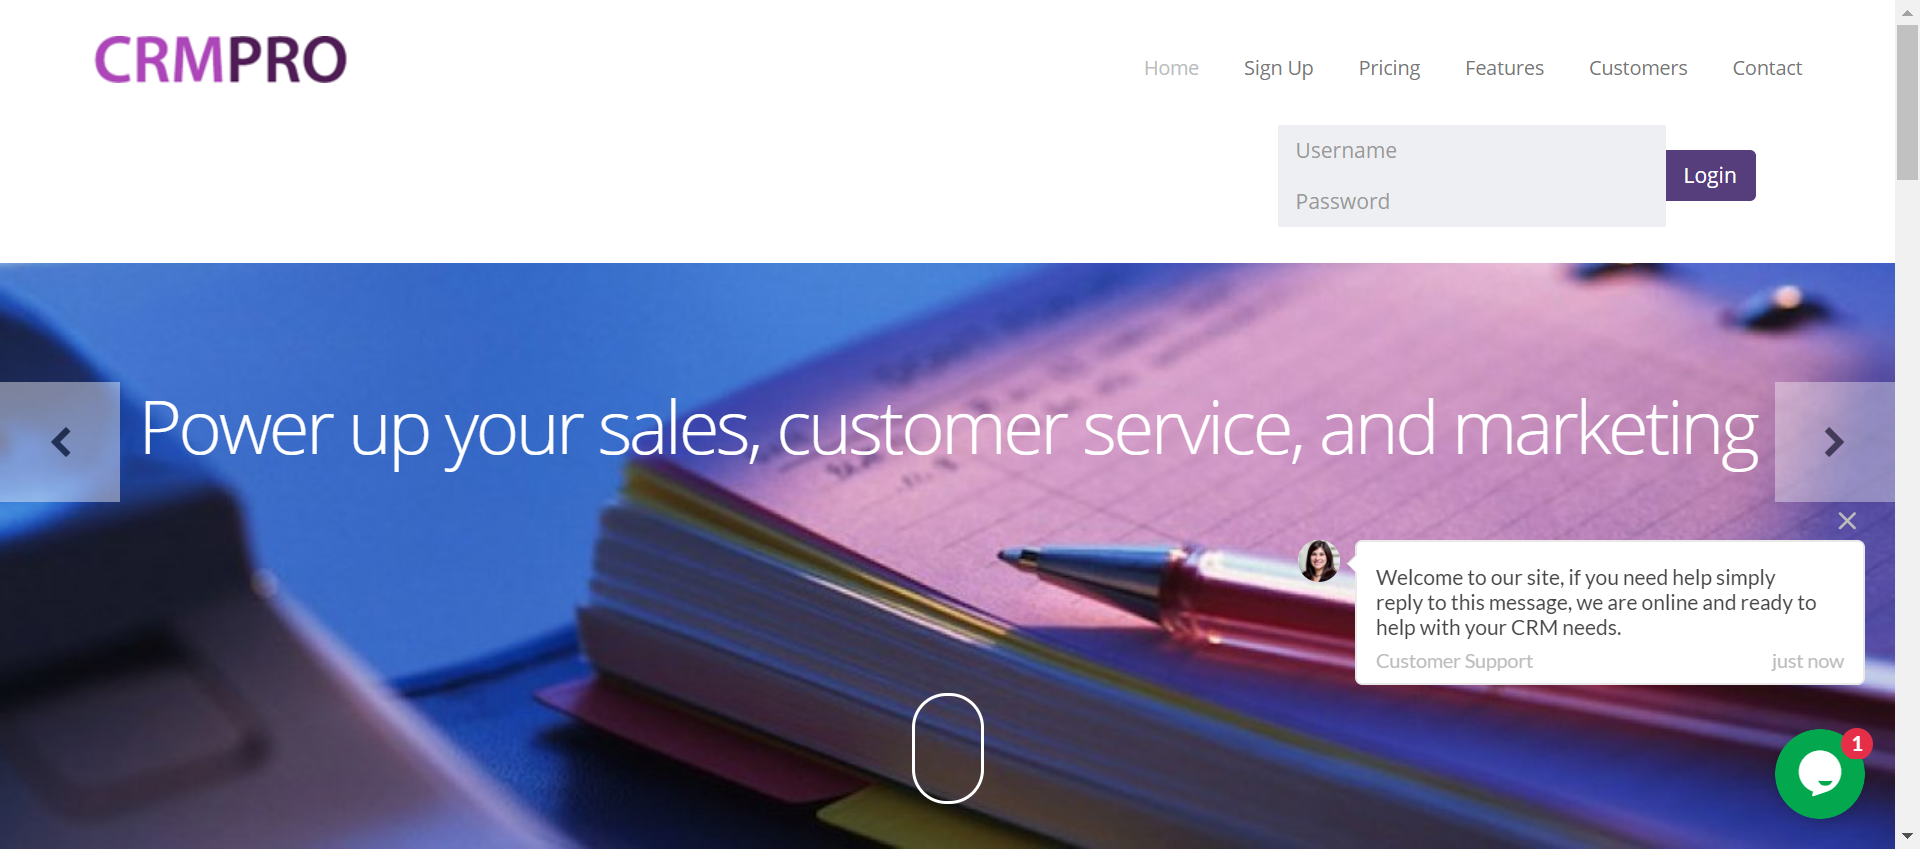 CRMPRO
Home Sign Up Pricing Features Customers Contact
Username
Password
Login
Power up your sales, customer service, and marketing
Welcome to our site, if you need help simply
reply to this message, we are online and ready to
help with your CRM needs.
Customer Support just now
1